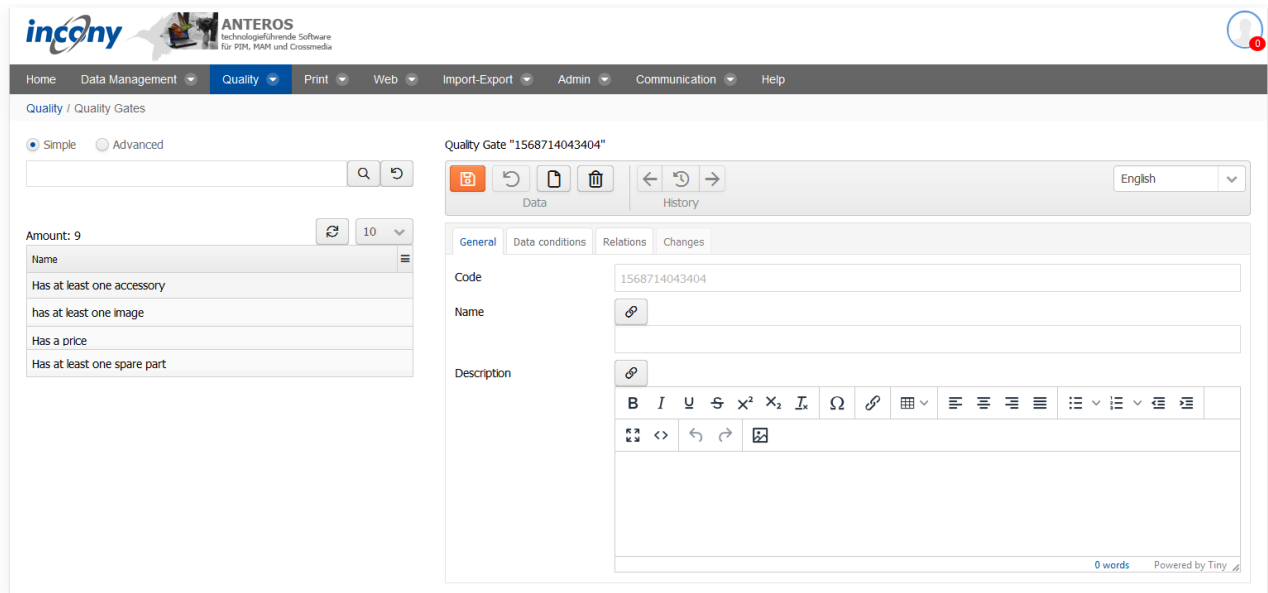 incony
ANTEROS
technologieführende Software
für PIM, MAM und Crossmedia
0
Home Data Management Quality Print Web Import-Export Admin Communication Help
Quality / Quality Gates
Simple Advanced
Quality Gate "1568714043404"
Data History
English
Amount: 9
10
Name
Has at least one accessory
has at least one image
Has a price
Has at least one spare part
General Data conditions Relations Changes
Code
1568714043404
Name
Description
0 words Powered by Tiny